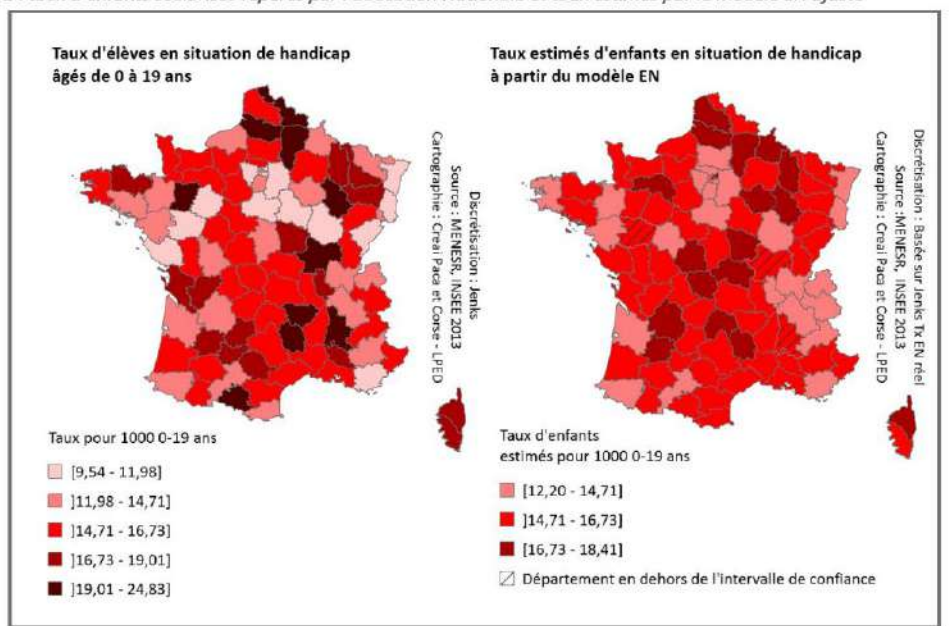 Taux d'élèves en situation de handicap
âgés de 0 à 19 ans
Discrétisation : Jenks
Source : MENESR, INSEE 2013
Cartographie : Creai Paca et Corse - LPED
Taux pour 1000 0-19 ans
[9,54 - 11,98]
]11,98 - 14,71]
]14,71 - 16,73]
]16,73 - 19,01]
]19,01 - 24,83]
Taux estimés d'enfants en situation de handicap
à partir du modèle EN
Discrétisation : Basée sur Jenks Tx EN réel
Source :MENESR, INSEE 2013
Cartographie : Creai Paca et Corse - LPED
Taux d'enfants
estimés pour 1000 0-19 ans
[12,20 - 14,71]
]14,71 - 16,73]
[16,73 - 18,41]
Département en dehors de l'intervalle de confiance